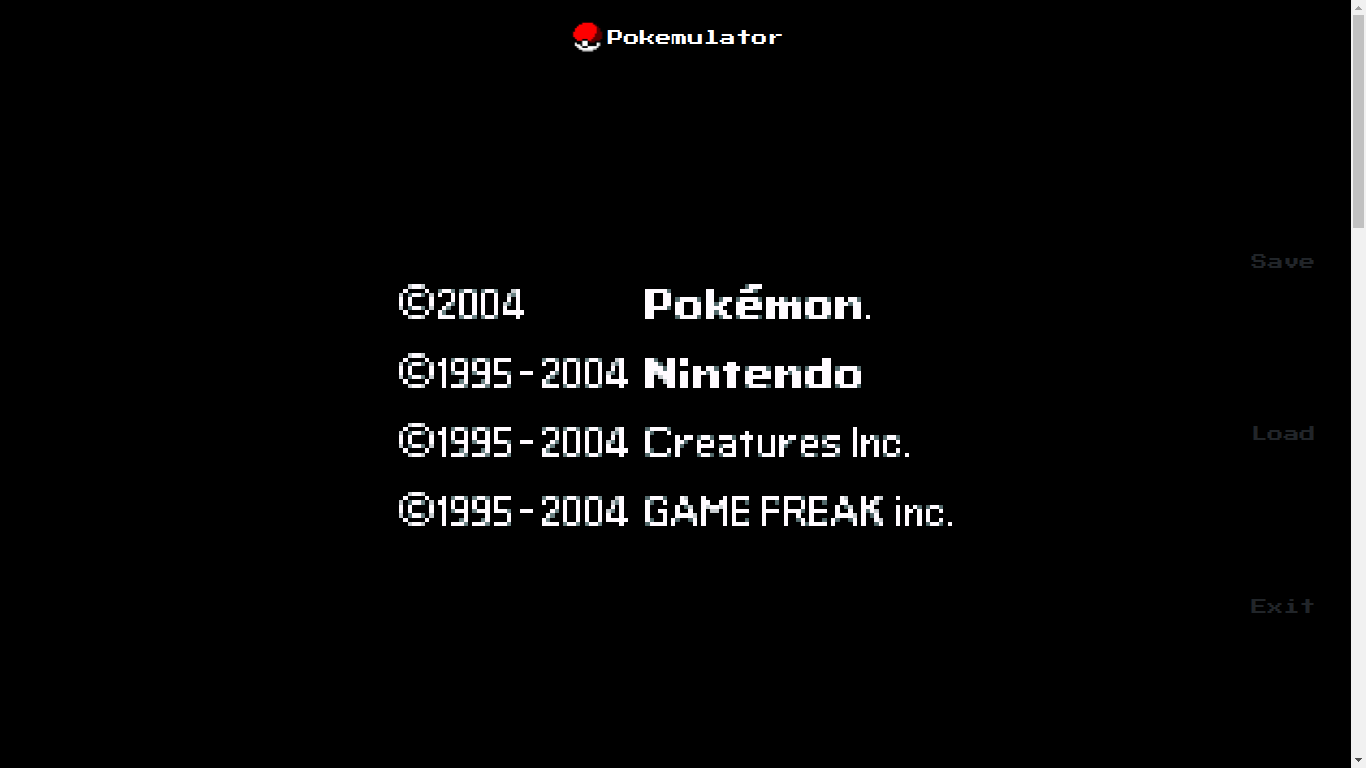 Pokemulator
Save
©2004 Pokémon.
©1995-2004 Nintendo
Load
©1995-2004 Creatures Inc.
©1995-2004 GAME FREAK inc.
Exit